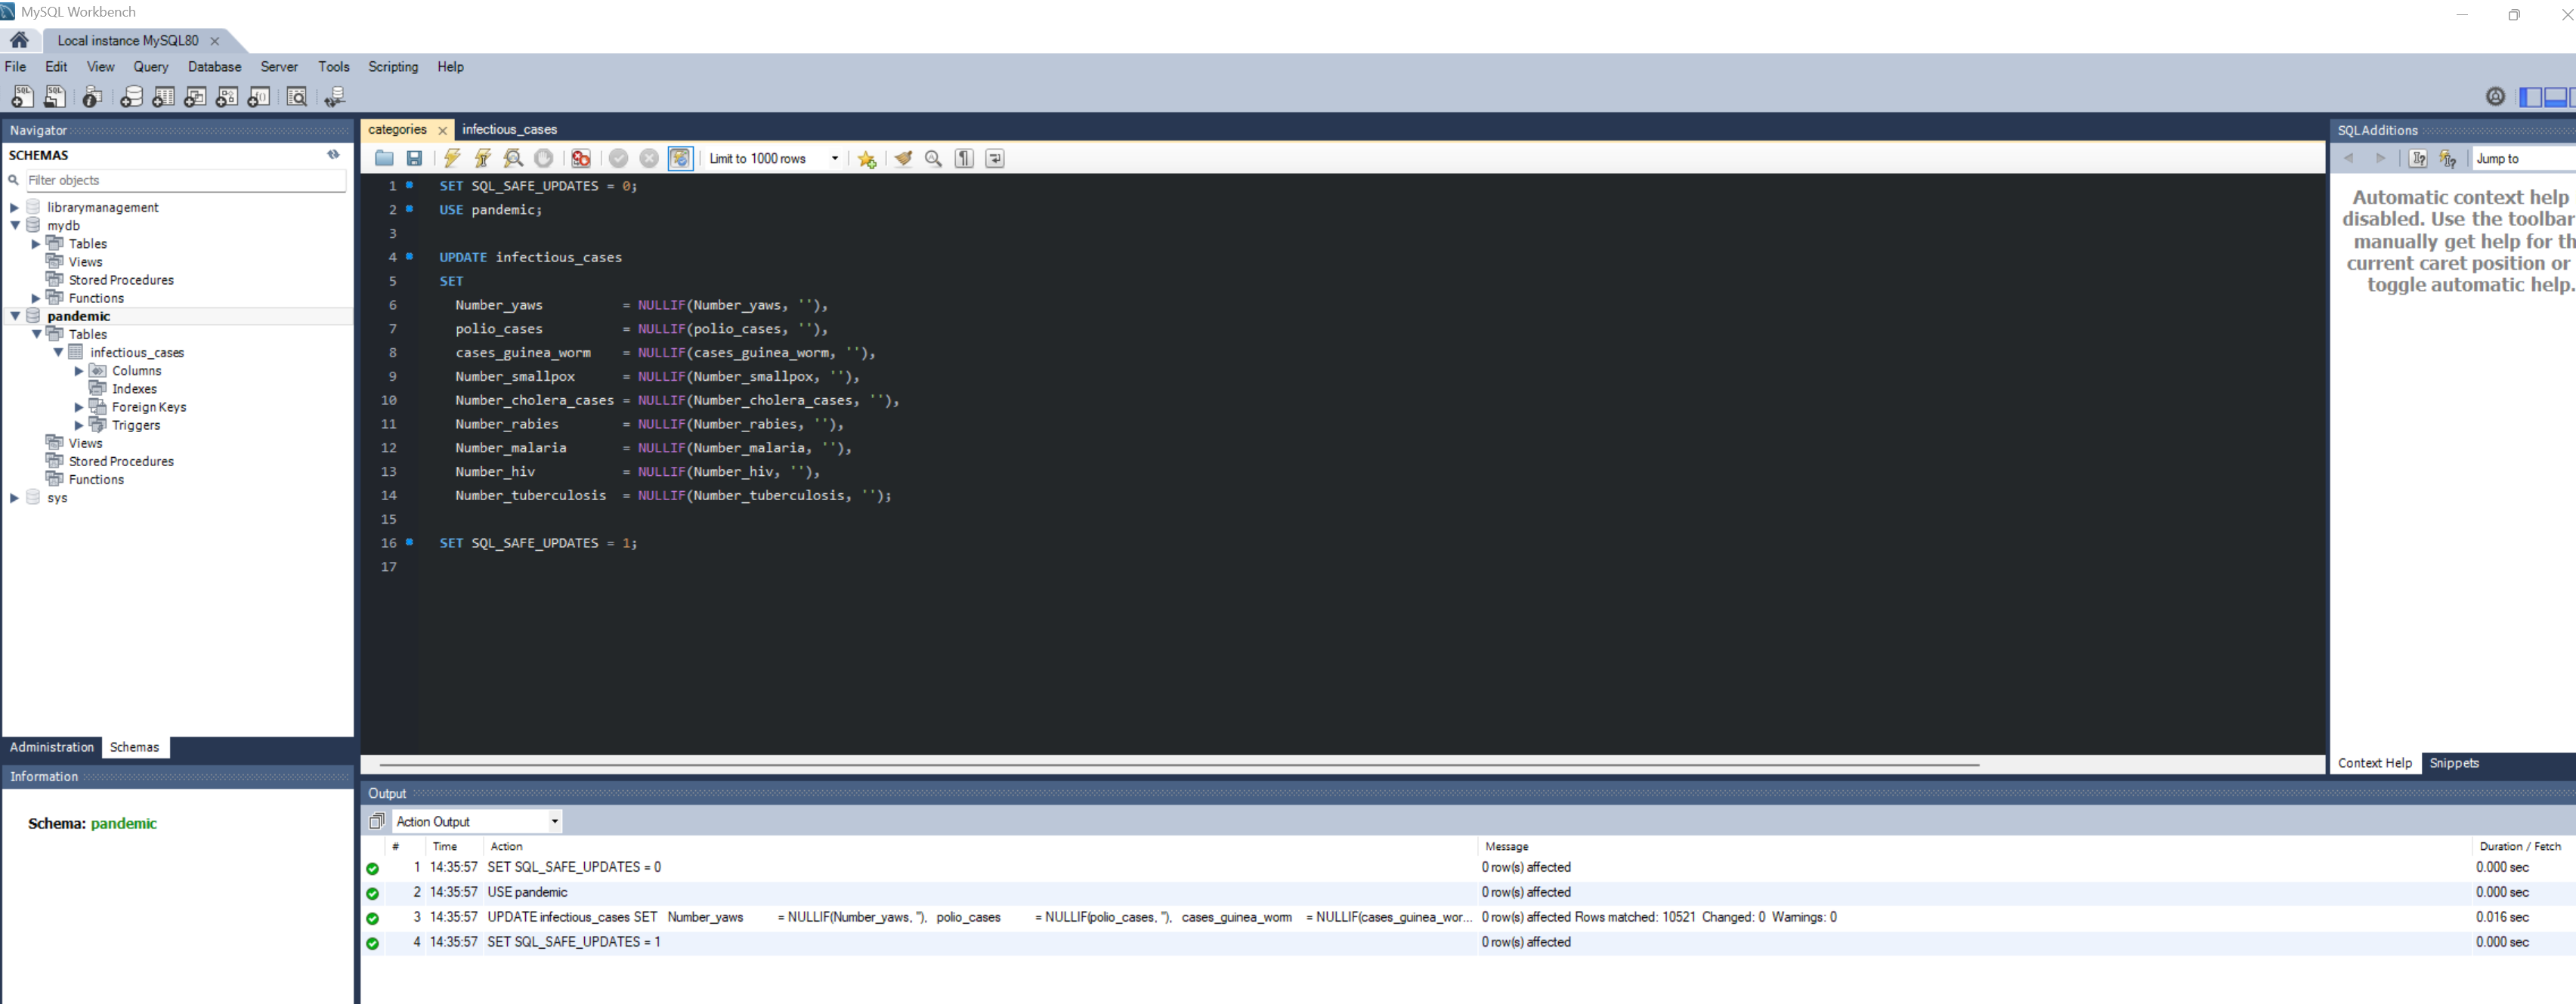 MySQL Workbench
Local instance MySQL80
File Edit View Query Database Server Tools Scripting Help
Navigator
SCHEMAS
Filter objects
librarymanagement
mydb
Tables
Views
Stored Procedures
Functions
pandemic
Tables
infectious_cases
Columns
Indexes
Foreign Keys
Triggers
Views
Stored Procedures
Functions
sys
Administration Schemas
Information
Schema: pandemic
categories infectious_cases
Limit to 1000 rows
1 SET SQL_SAFE_UPDATES = 0;
2 USE pandemic;
3
4 UPDATE infectious_cases
5 SET
6 Number_yaws = NULLIF(Number_yaws, ''),
7 polio_cases = NULLIF(polio_cases, ''),
8 cases_guinea_worm = NULLIF(cases_guinea_worm, ''),
9 Number_smallpox = NULLIF(Number_smallpox, ''),
10 Number_cholera_cases = NULLIF(Number_cholera_cases, ''),
11 Number_rabies = NULLIF(Number_rabies, ''),
12 Number_malaria = NULLIF(Number_malaria, ''),
13 Number_hiv = NULLIF(Number_hiv, ''),
14 Number_tuberculosis = NULLIF(Number_tuberculosis, '');
15
16 SET SQL_SAFE_UPDATES = 1;
17
SQLAdditions
Jump to
Automatic context help
disabled. Use the toolbar
manually get help for th
current caret position or
toggle automatic help.
Context Help Snippets
Output
Action Output
# Time Action Message Duration / Fetch
1 14:35:57 SET SQL_SAFE_UPDATES = 0 0 row(s) affected 0.000 sec
2 14:35:57 USE pandemic 0 row(s) affected 0.000 sec
3 14:35:57 UPDATE infectious_cases SET Number_yaws = NULLIF(Number_yaws, ''), polio_cases = NULLIF(polio_cases, ''), cases_guinea_worm = NULLIF(cases_guinea_wor... 0 row(s) affected Rows matched: 10521 Changed: 0 Warnings: 0 0.016 sec
4 14:35:57 SET SQL_SAFE_UPDATES = 1 0 row(s) affected 0.000 sec